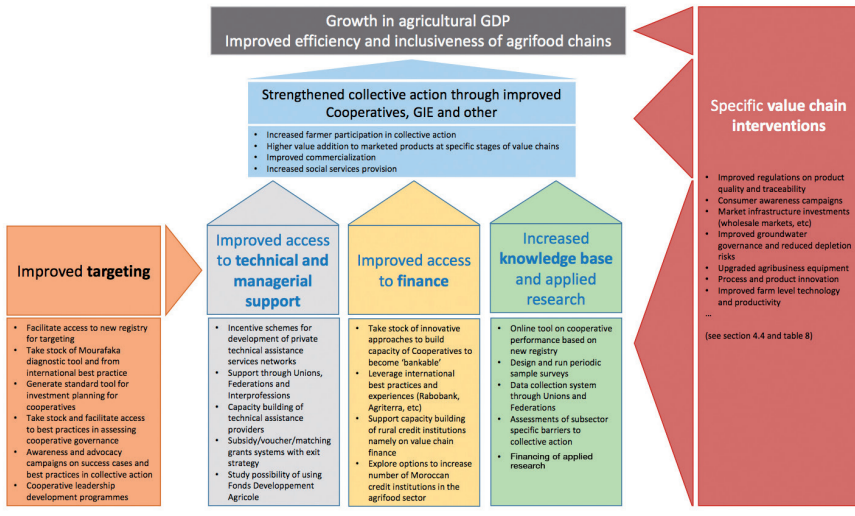 Growth in agricultural GDP
Improved efficiency and inclusiveness of agrifood chains
Strengthened collective action through improved
Cooperatives, GIE and other
• Increased farmer participation in collective action
• Higher value addition to marketed products at specific stages of value chains
• Improved commercialization
• Increased social services provision
Specific value chain
interventions
• Improved regulations on product
quality and traceability
• Consumer awareness campaigns
• Market infrastructure investments
(wholesale markets, etc)
• Improved groundwater
governance and reduced depletion
risks
• Upgraded agribusiness equipment
• Process and product innovation
• Improved farm level technology
and productivity
...
(see section 4.4 and table 8)
Improved targeting
• Facilitate access to new registry
for targeting
• Take stock of Mourafaka
diagnostic tool and from
international best practice
• Generate standard tool for
investment planning for
cooperatives
• Take stock and facilitate access
to best practices in assessing
cooperative governance
• Awareness and advocacy
campaigns on success cases and
best practices in collective action
• Cooperative leadership
development programmes
Improved access
to technical and
managerial
support
• Incentive schemes for
development of private
technical assistance
services networks
• Support through Unions,
Federations and
Interprofessions
• Capacity building of
technical assistance
providers
• Subsidy/voucher/matching
grants systems with exit
strategy
• Study possibility of using
Fonds Developpement
Agricole
Improved access
to finance
• Take stock of innovative
approaches to build
capacity of Cooperatives to
become ‘bankable’
• Leverage international
best practices and
experiences (Rabobank,
Agriterra, etc)
• Support capacity building
of rural credit institutions
namely on value chain
finance
• Explore options to increase
number of Moroccan
credit institutions in the
agrifood sector
Increased
knowledge base
and applied
research
• Online tool on cooperative
performance based on
new registry
• Design and run periodic
sample surveys
• Data collection system
through Unions and
Federations
• Assessments of subsector
specific barriers to
collective action
• Financing of applied
research